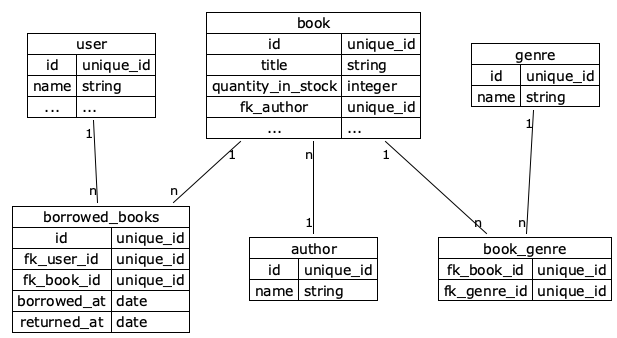 user
id unique_id
name string
... ...
book
id unique_id
title string
quantity_in_stock integer
fk_author unique_id
... ...
genre
id unique_id
name string
1
n
1
n
n
1
1
n
1
n
borrowed_books
id unique_id
fk_user_id unique_id
fk_book_id unique_id
borrowed_at date
returned_at date
author
id unique_id
name string
book_genre
fk_book_id unique_id
fk_genre_id unique_id